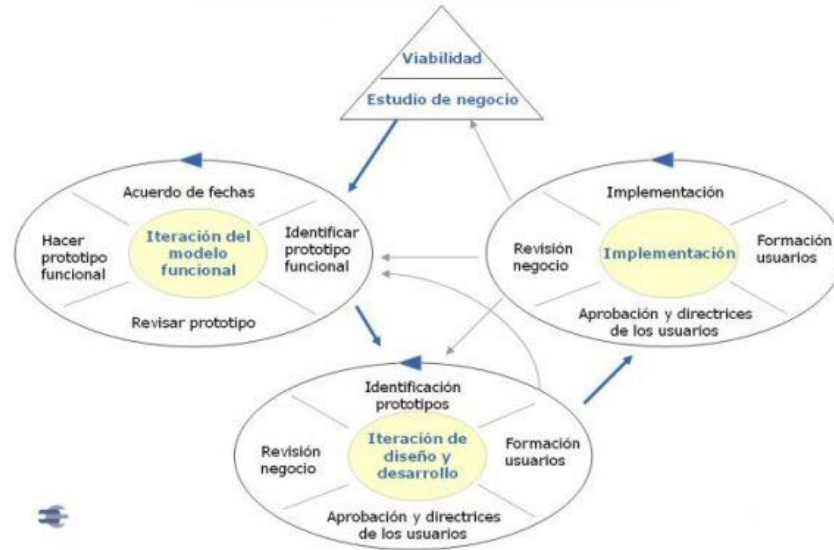 Viabilidad
Estudio de negocio
Acuerdo de fechas
Hacer
prototipo
funcional
Iteración del
modelo
funcional
Identificar
prototipo
funcional
Revisar prototipo
Implementación
Revisión
negocio
Implementación
Formación
usuarios
Aprobación y directrices
de los usuarios
Identificación
prototipos
Revisión
negocio
Iteración de
diseño y
desarrollo
Formación
usuarios
Aprobación y directrices
de los usuarios